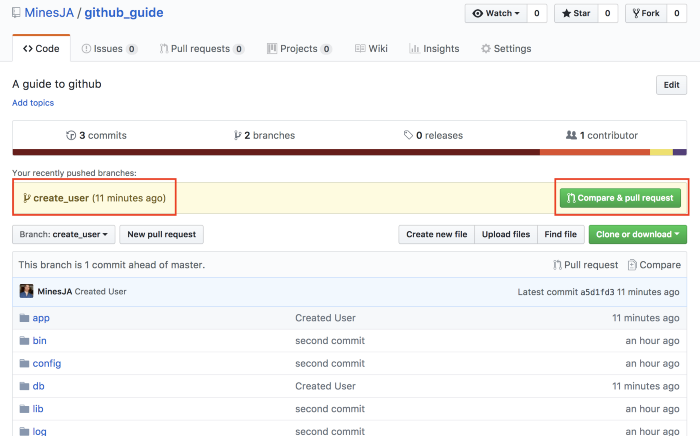 MinesJA / github_guide Watch 0 Star 0 Fork 0
Code Issues 0 Pull requests 0 Projects 0 Wiki Insights Settings
A guide to github Edit
Add topics
3 commits 2 branches 0 releases 1 contributor
Your recently pushed branches:
create_user (11 minutes ago) Compare & pull request
Branch: create_user New pull request Create new file Upload files Find file Clone or download
This branch is 1 commit ahead of master. Pull request Compare
MinesJA Created User Latest commit a5d1fd3 11 minutes ago
app Created User 11 minutes ago
bin second commit an hour ago
config second commit an hour ago
db Created User 11 minutes ago
lib second commit an hour ago
log second commit an hour ago